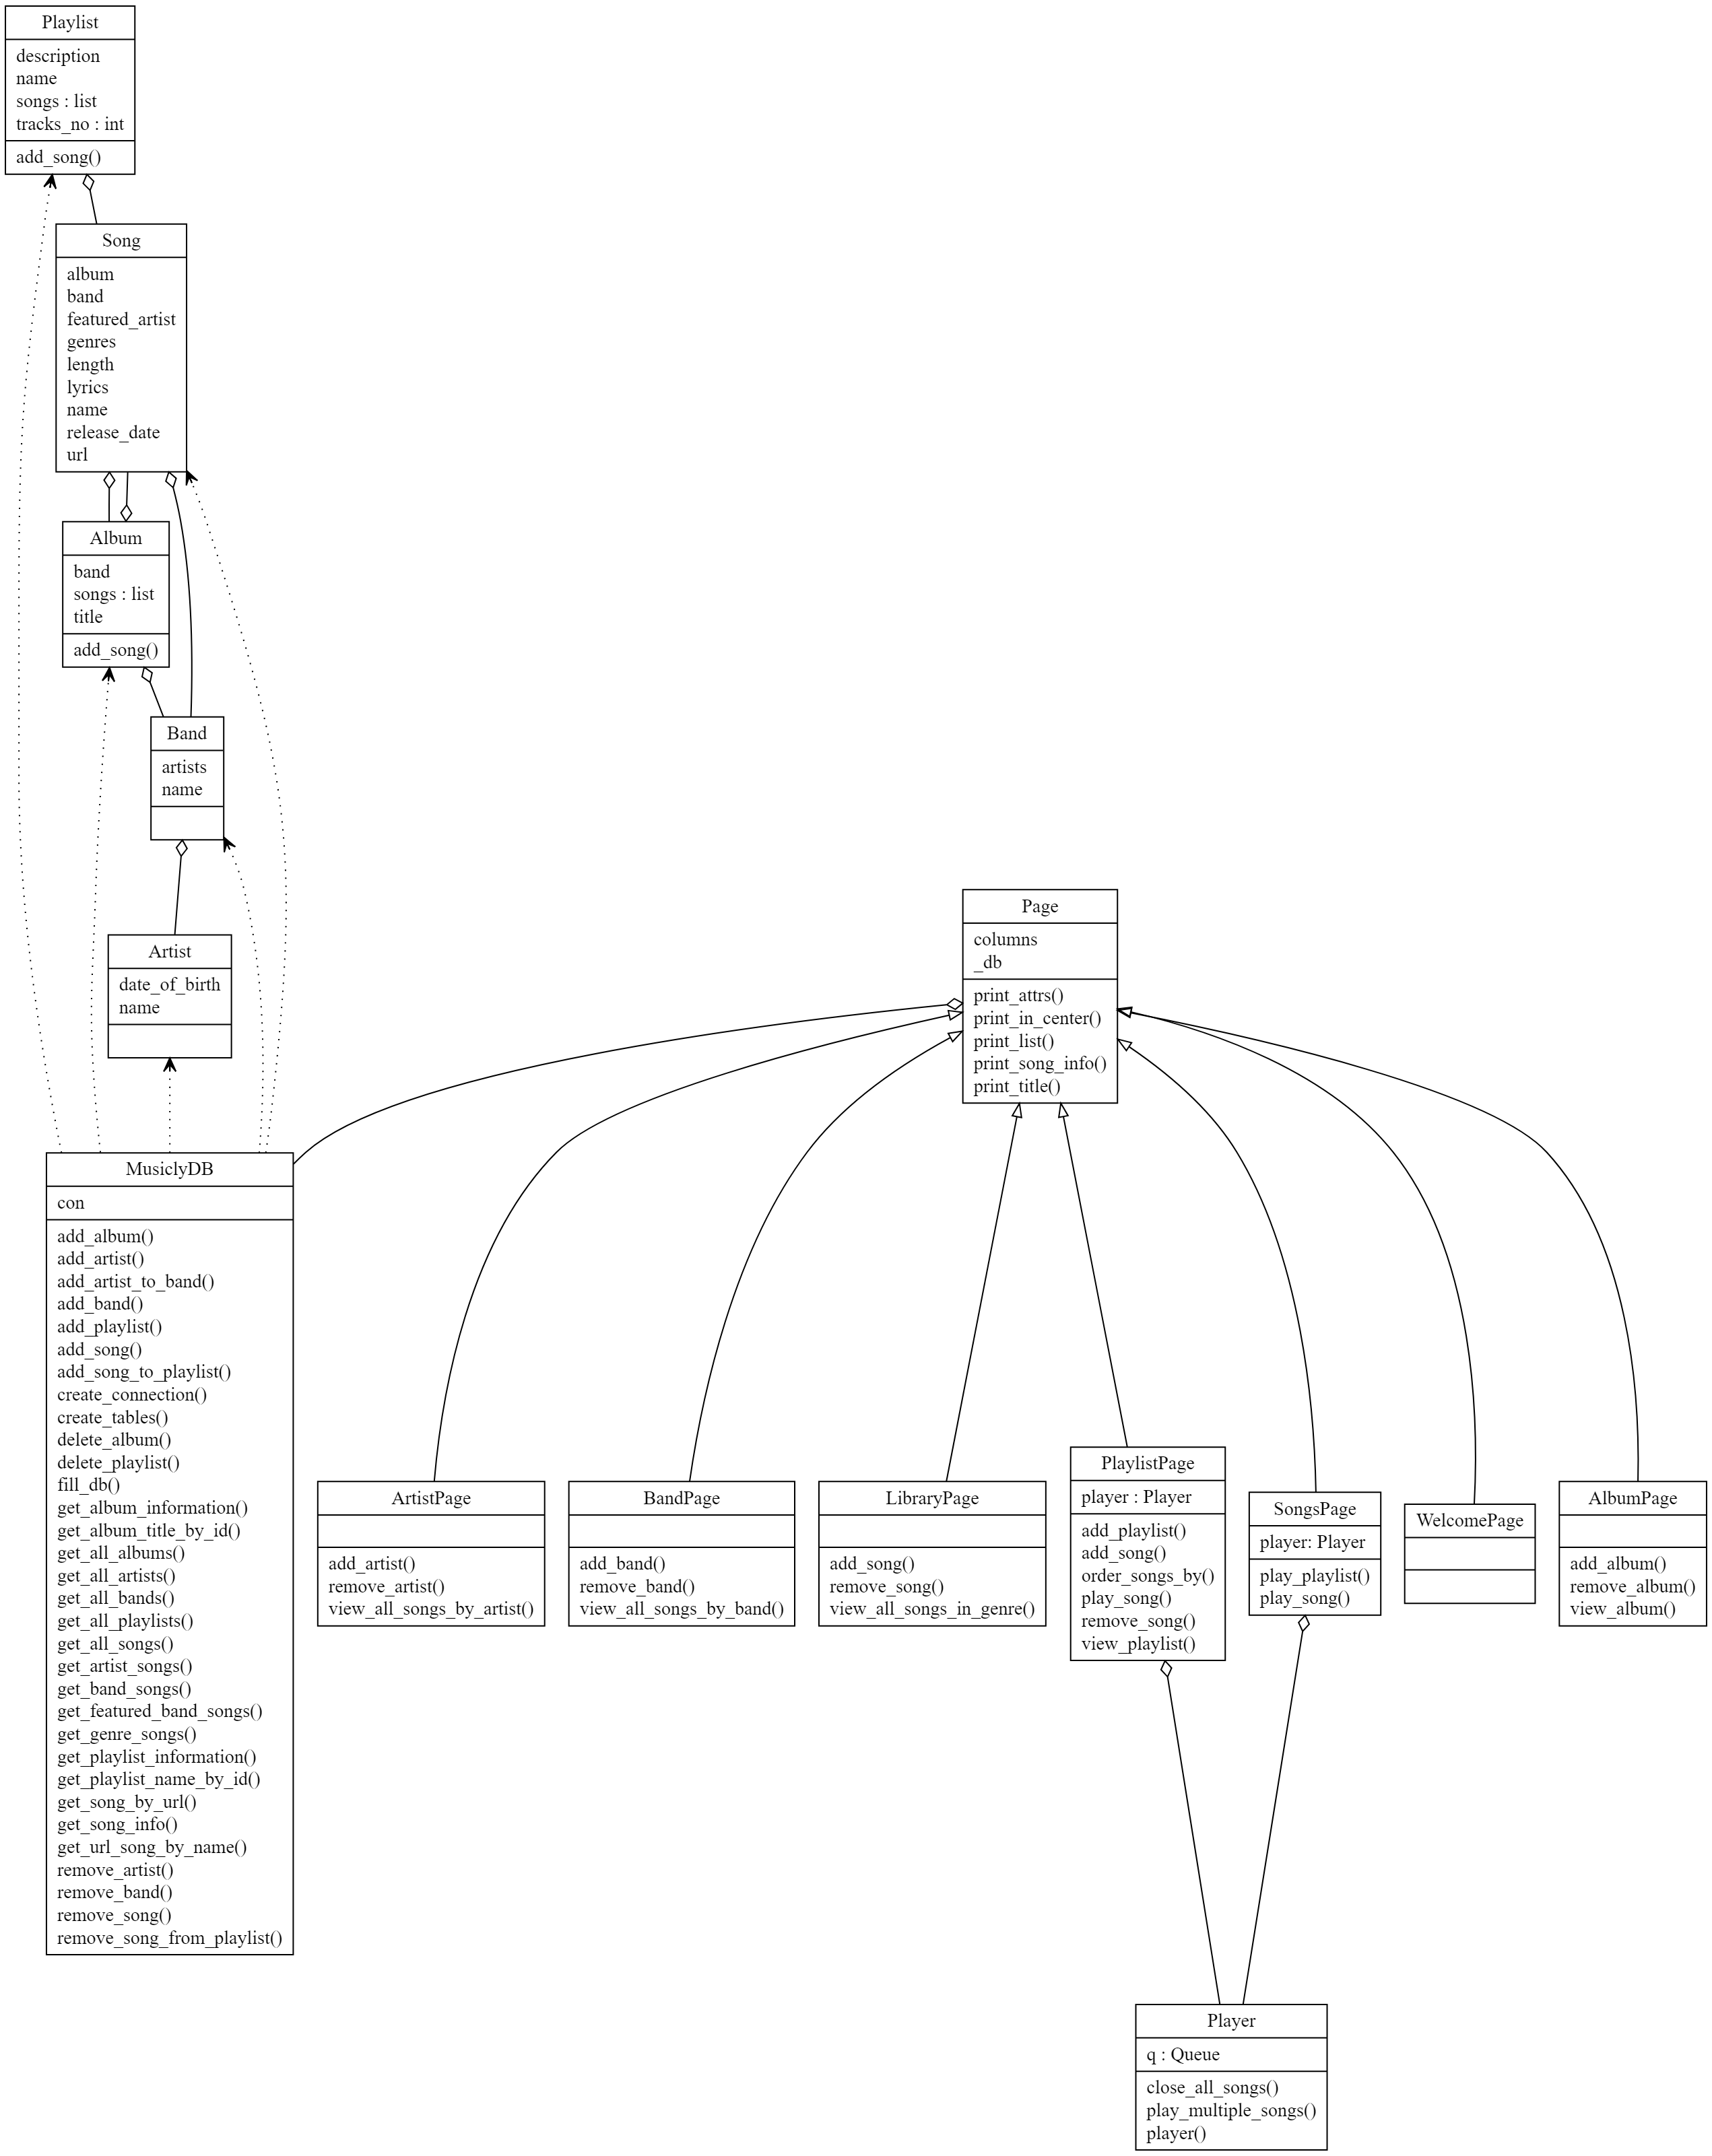 Playlist
description
name
songs : list
tracks_no : int
add_song()
Song
album
band
featured_artist
genres
length
lyrics
name
release_date
url
Album
band
songs : list
title
add_song()
Band
artists
name
Artist
date_of_birth
name
Page
columns
_db
print_attrs()
print_in_center()
print_list()
print_song_info()
print_title()
MusiclyDB
con
add_album()
add_artist()
add_artist_to_band()
add_band()
add_playlist()
add_song()
add_song_to_playlist()
create_connection()
create_tables()
delete_album()
delete_playlist()
fill_db()
get_album_information()
get_album_title_by_id()
get_all_albums()
get_all_artists()
get_all_bands()
get_all_playlists()
get_all_songs()
get_artist_songs()
get_band_songs()
get_featured_band_songs()
get_genre_songs()
get_playlist_information()
get_playlist_name_by_id()
get_song_by_url()
get_song_info()
get_url_song_by_name()
remove_artist()
remove_band()
remove_song()
remove_song_from_playlist()
ArtistPage
add_artist()
remove_artist()
view_all_songs_by_artist()
BandPage
add_band()
remove_band()
view_all_songs_by_band()
LibraryPage
add_song()
remove_song()
view_all_songs_in_genre()
PlaylistPage
player : Player
add_playlist()
add_song()
order_songs_by()
play_song()
remove_song()
view_playlist()
SongsPage
player: Player
play_playlist()
play_song()
WelcomePage
AlbumPage
add_album()
remove_album()
view_album()
Player
q : Queue
close_all_songs()
play_multiple_songs()
player()